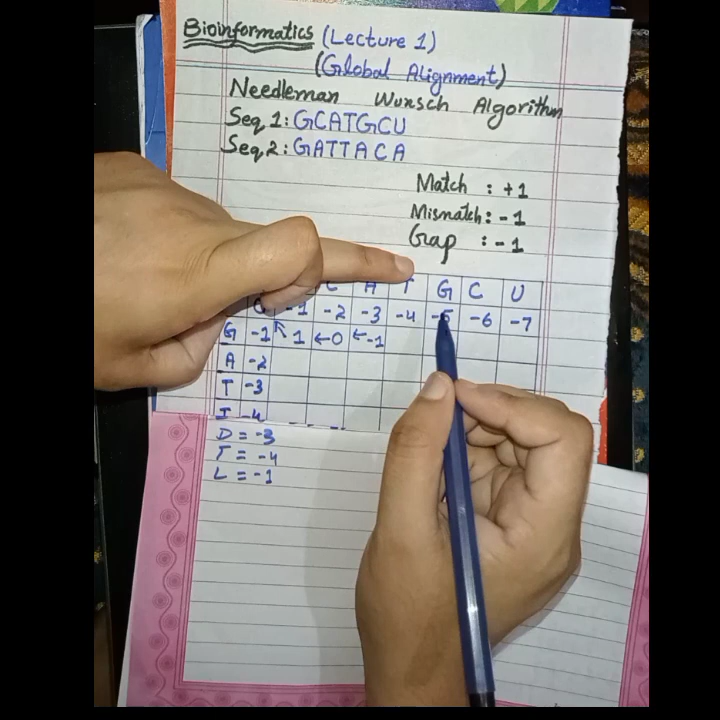 Bioinformatics (Lecture 1)
(Global Alignment)
Needleman Wunsch Algorithm
Seq 1: GCATGCU
Seq 2: GATTACA
Match : +1
Mismatch: -1
Gap : -1
C A T G C U
0 -1 -2 -3 -4 -5 -6 -7
G -1 ↖1 ←0 ←-1
A -2
T -3
T -4
D = -3
T = -4
L = -1